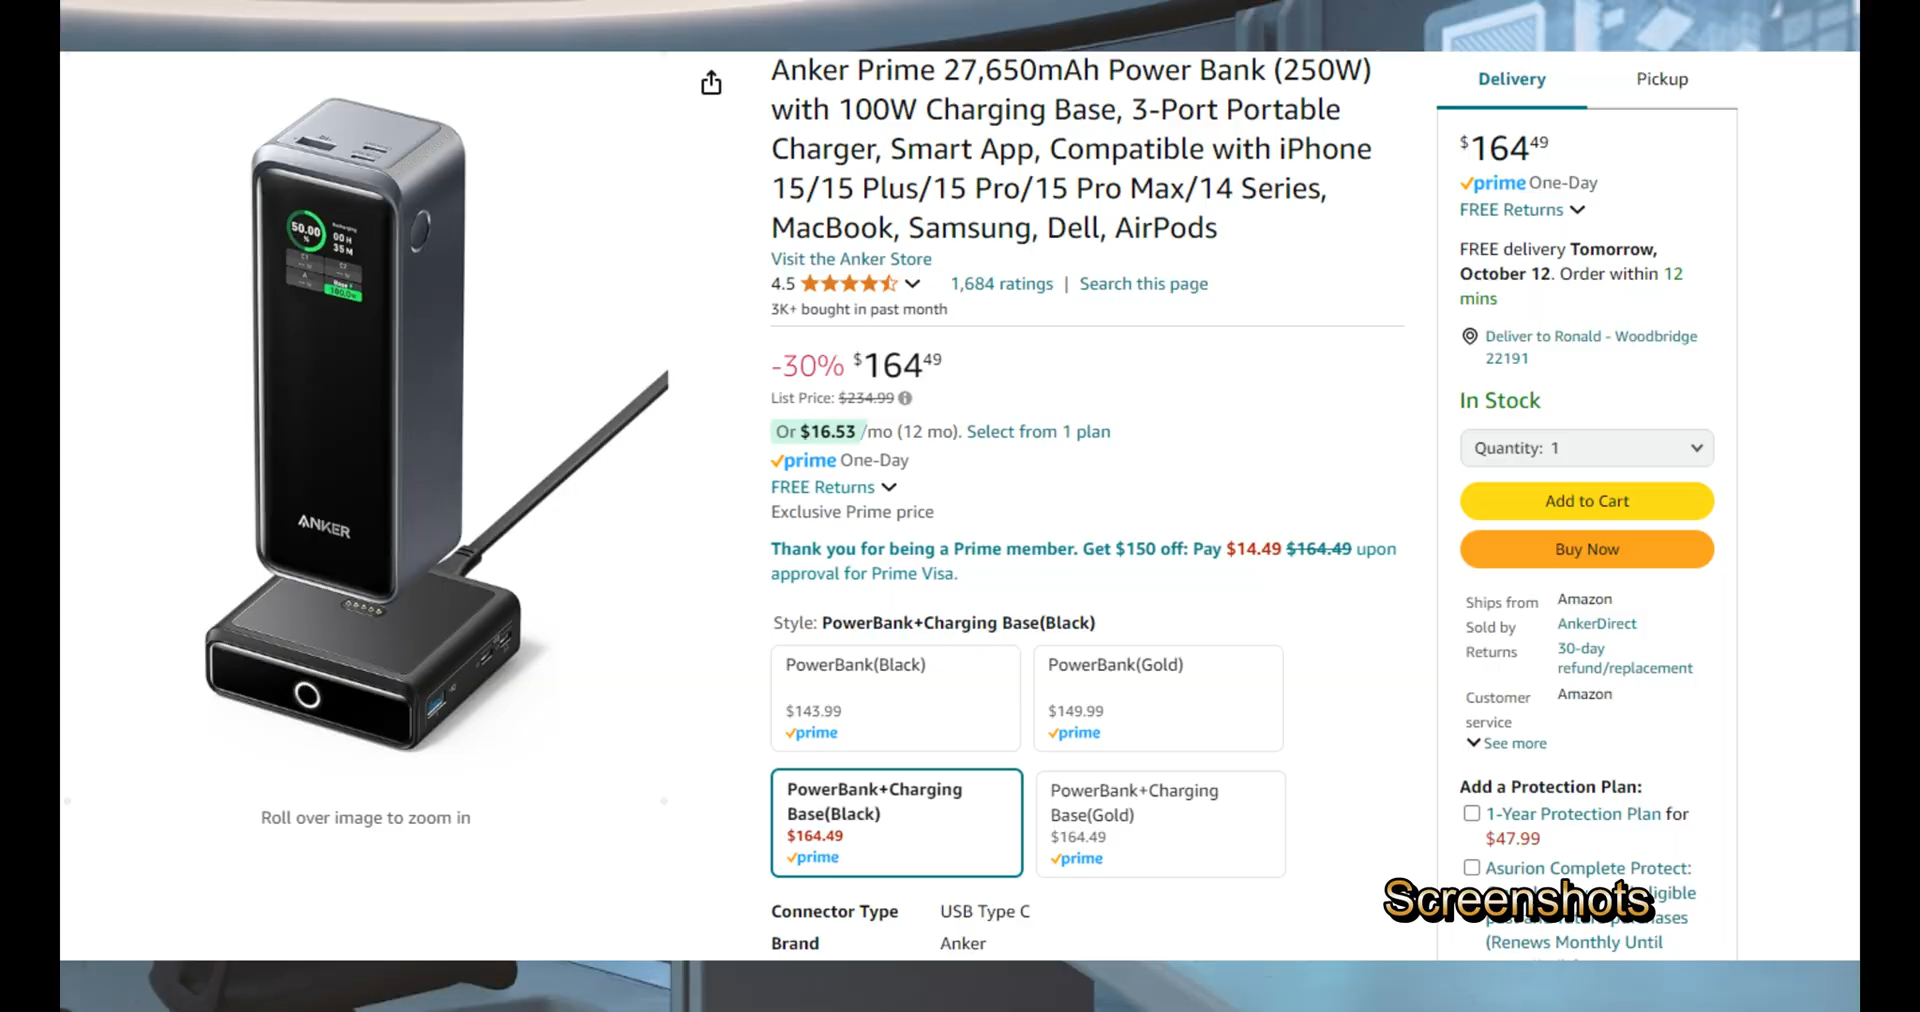 Anker Prime 27,650mAh Power Bank (250W)
with 100W Charging Base, 3-Port Portable
Charger, Smart App, Compatible with iPhone
15/15 Plus/15 Pro/15 Pro Max/14 Series,
MacBook, Samsung, Dell, AirPods
Visit the Anker Store
4.5 1,684 ratings | Search this page
3K+ bought in past month
-30% $164 49
List Price: $234.99
Or $16.53 /mo (12 mo). Select from 1 plan
prime One-Day
FREE Returns
Exclusive Prime price
Thank you for being a Prime member. Get $150 off: Pay $14.49 $164.49 upon
approval for Prime Visa.
Style: PowerBank+Charging Base(Black)
PowerBank(Black)
$143.99
prime
PowerBank(Gold)
$149.99
prime
PowerBank+Charging
Base(Black)
$164.49
prime
PowerBank+Charging
Base(Gold)
$164.49
prime
Connector Type USB Type C
Brand Anker
50.00
%
Recharging
00 H
35 M
ANKER
Roll over image to zoom in
Delivery Pickup
$164 49
prime One-Day
FREE Returns
FREE delivery Tomorrow,
October 12. Order within 12
mins
Deliver to Ronald - Woodbridge
22191
In Stock
Quantity: 1
Add to Cart
Buy Now
Ships from Amazon
Sold by AnkerDirect
Returns 30-day
refund/replacement
Customer
service Amazon
See more
Add a Protection Plan:
1-Year Protection Plan for
$47.99
Asurion Complete Protect:
Screenshots
(Renews Monthly Until